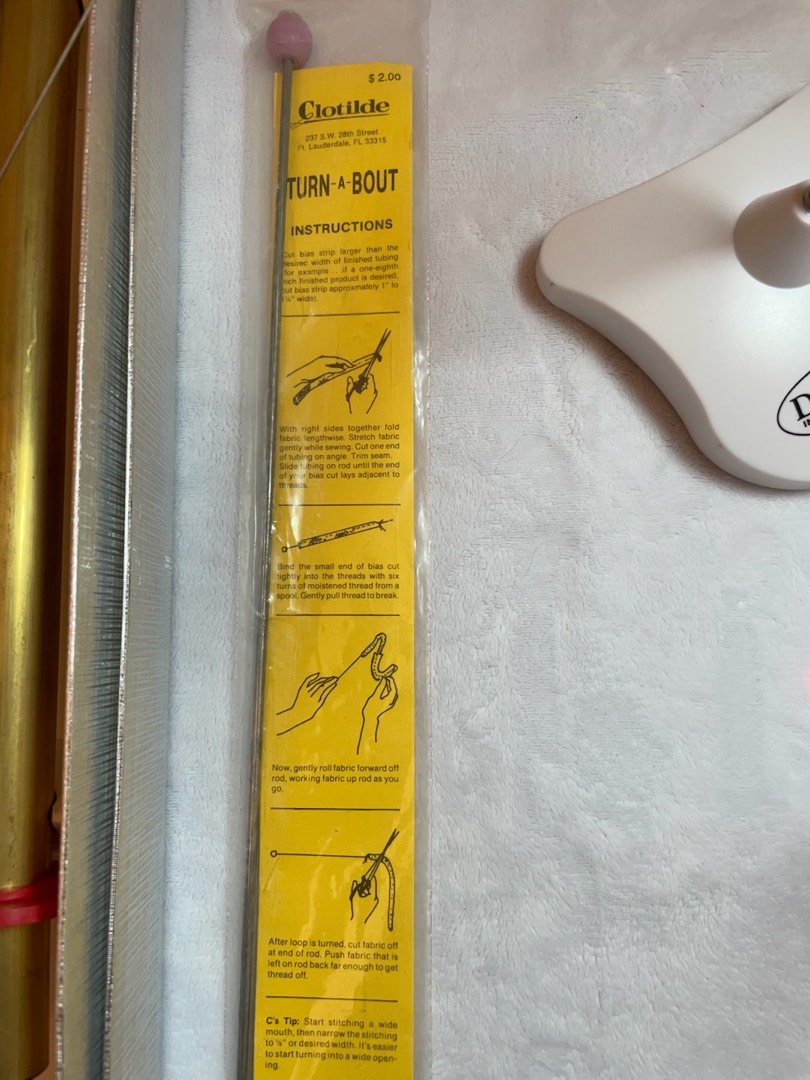 $ 2.00
Clotilde
237 S.W. 28th Street
Ft. Lauderdale, FL 33315
TURN-A-BOUT
INSTRUCTIONS
Cut bias strip larger than the
desired width of finished tubing
(for example . . . if a one-eighth
inch finished product is desired,
cut bias strip approxmately 1" to
1¼" wide).
With right sides together fold
fabric lengthwise. Stretch fabric
gently while sewing. Cut one end
of tubing on angle. Trim seam.
Slide tubing on rod until the end
of your bias cut lays adjacent to
threads.
Bind the small end of bias cut
tightly into the threads with six
turns of moistened thread from a
spool. Gently pull thread to break.
Now, gently roll fabric forward off
rod, working fabric up rod as you
go.
After loop is turned, cut fabric off
at end of rod. Push fabric that is
left on rod back far enough to get
thread off.
C's Tip: Start stitching a wide
mouth, then narrow the stitching
to ⅛" or desired width. It's easier
to start turning into a wide open-
ing.